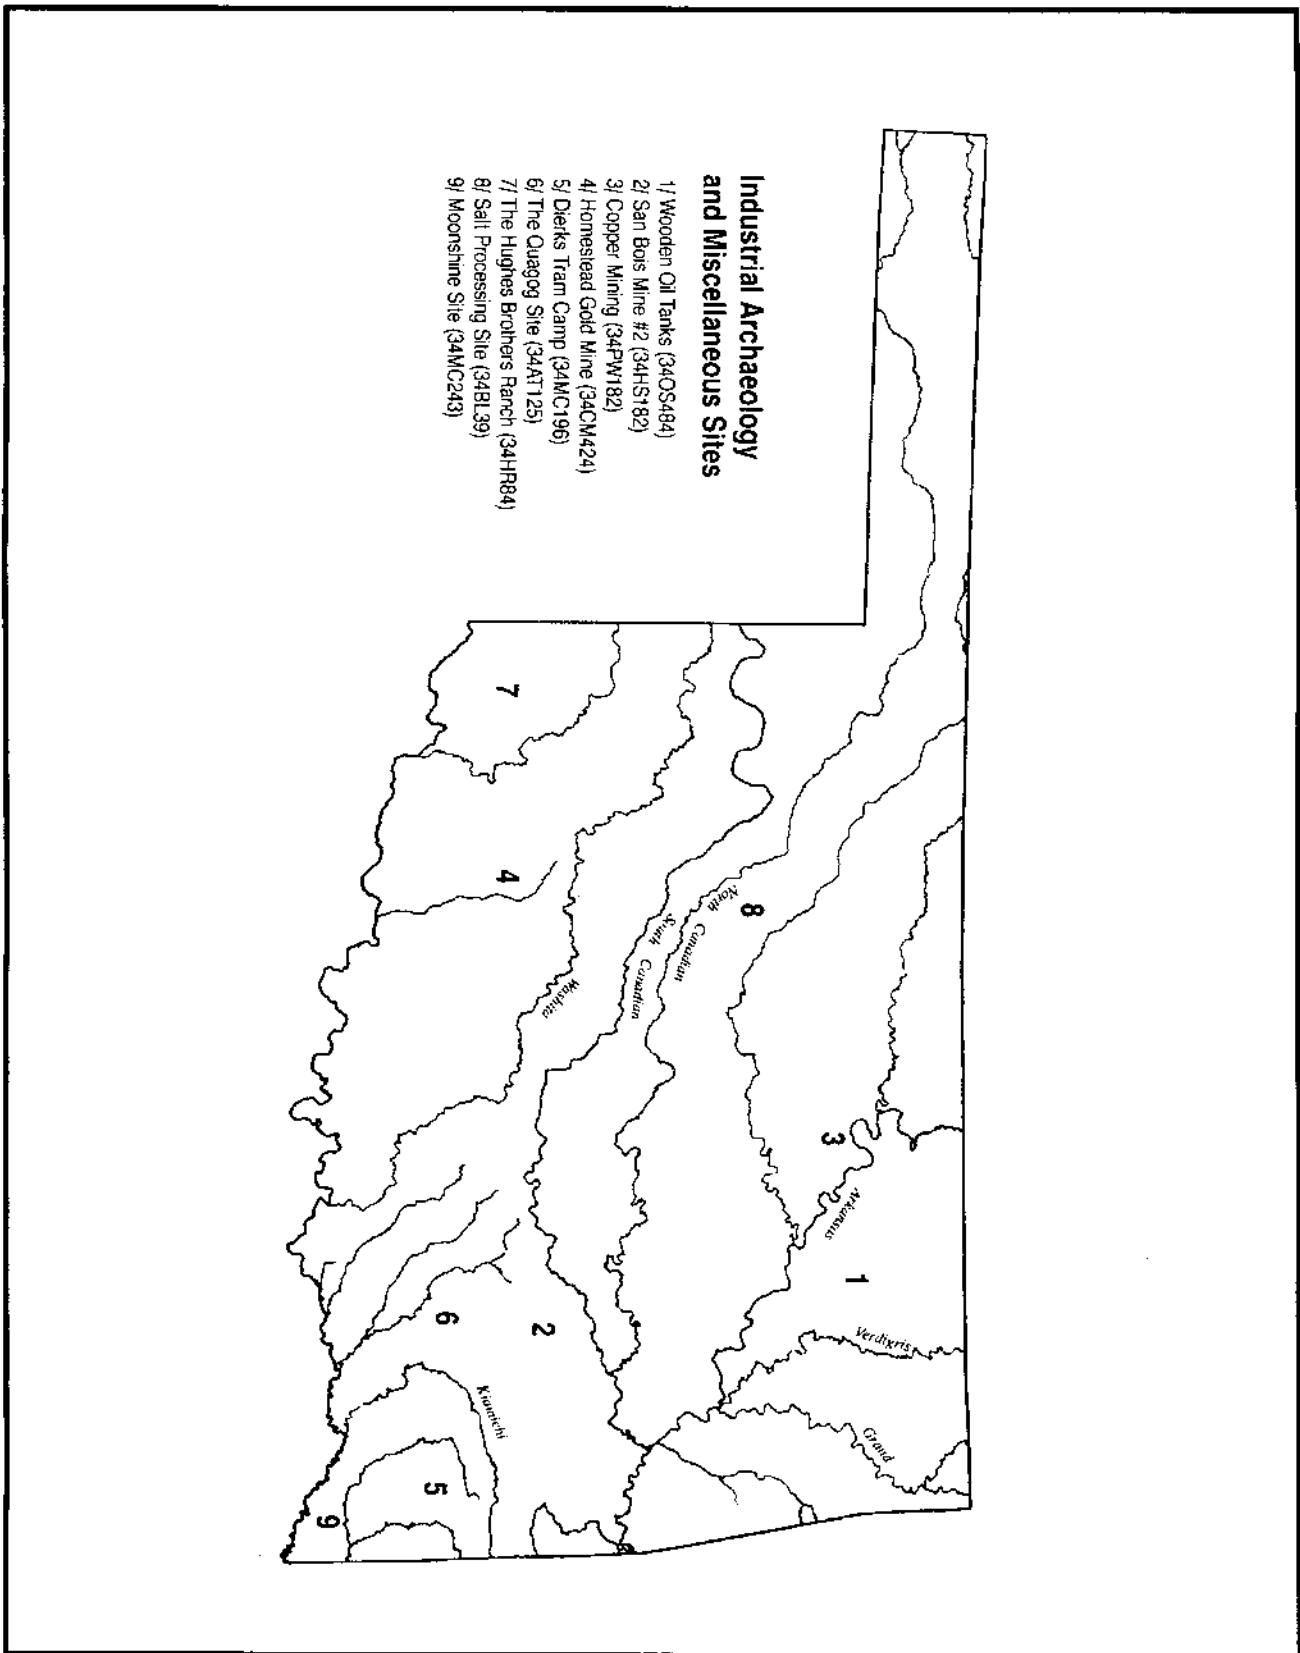 Industrial Archaeology
and Miscellaneous Sites
1/ Wooden Oil Tanks (34OS484)
2/ San Bois Mine #2 (34HS182)
3/ Copper Mining (34PW182)
4/ Homestead Gold Mine (34CM424)
5/ Dierks Tram Camp (34MC196)
6/ The Quagog Site (34AT125)
7/ The Hughes Brothers Ranch (34HR84)
8/ Salt Processing Site (34BL39)
9/ Moonshine Site (34MC243)
Arkansus
Verdigris
Grand
North Canadian
South Canadian
Washita
Kiamichi
1
2
3
4
5
6
7
8
9